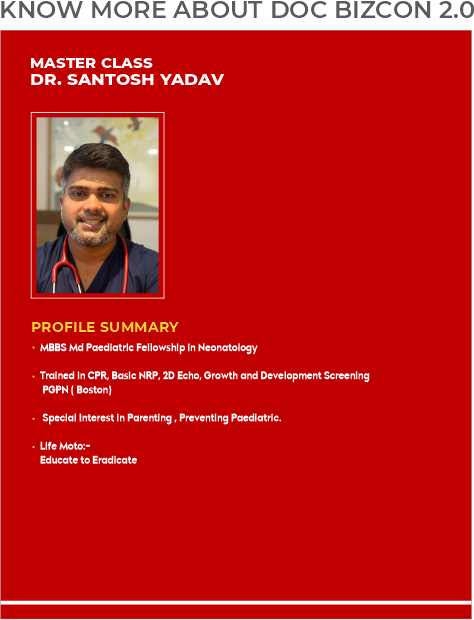 KNOW MORE ABOUT DOC BIZCON 2.0
MASTER CLASS
DR. SANTOSH YADAV
PROFILE SUMMARY
• MBBS Md Paediatric Fellowship in Neonatology
• Trained in CPR, Basic NRP, 2D Echo, Growth and Development Screening
PGPN ( Boston)
• Special Interest in Parenting , Preventing Paediatric.
• Life Moto:-
Educate to Eradicate